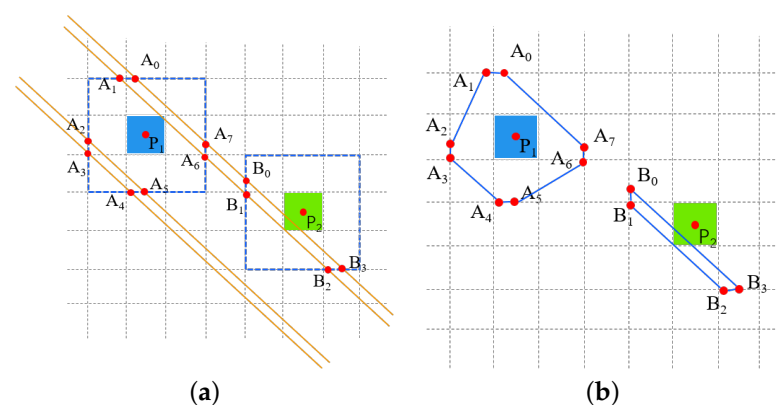 A₁ A₀
A₂
P₁
A₇
A₃
A₆
A₄ A₅
B₀
B₁
P₂
B₂ B₃
(a)
A₁ A₀
A₂
P₁
A₇
A₃
A₆
A₄ A₅
B₀
B₁
P₂
B₂ B₃
(b)